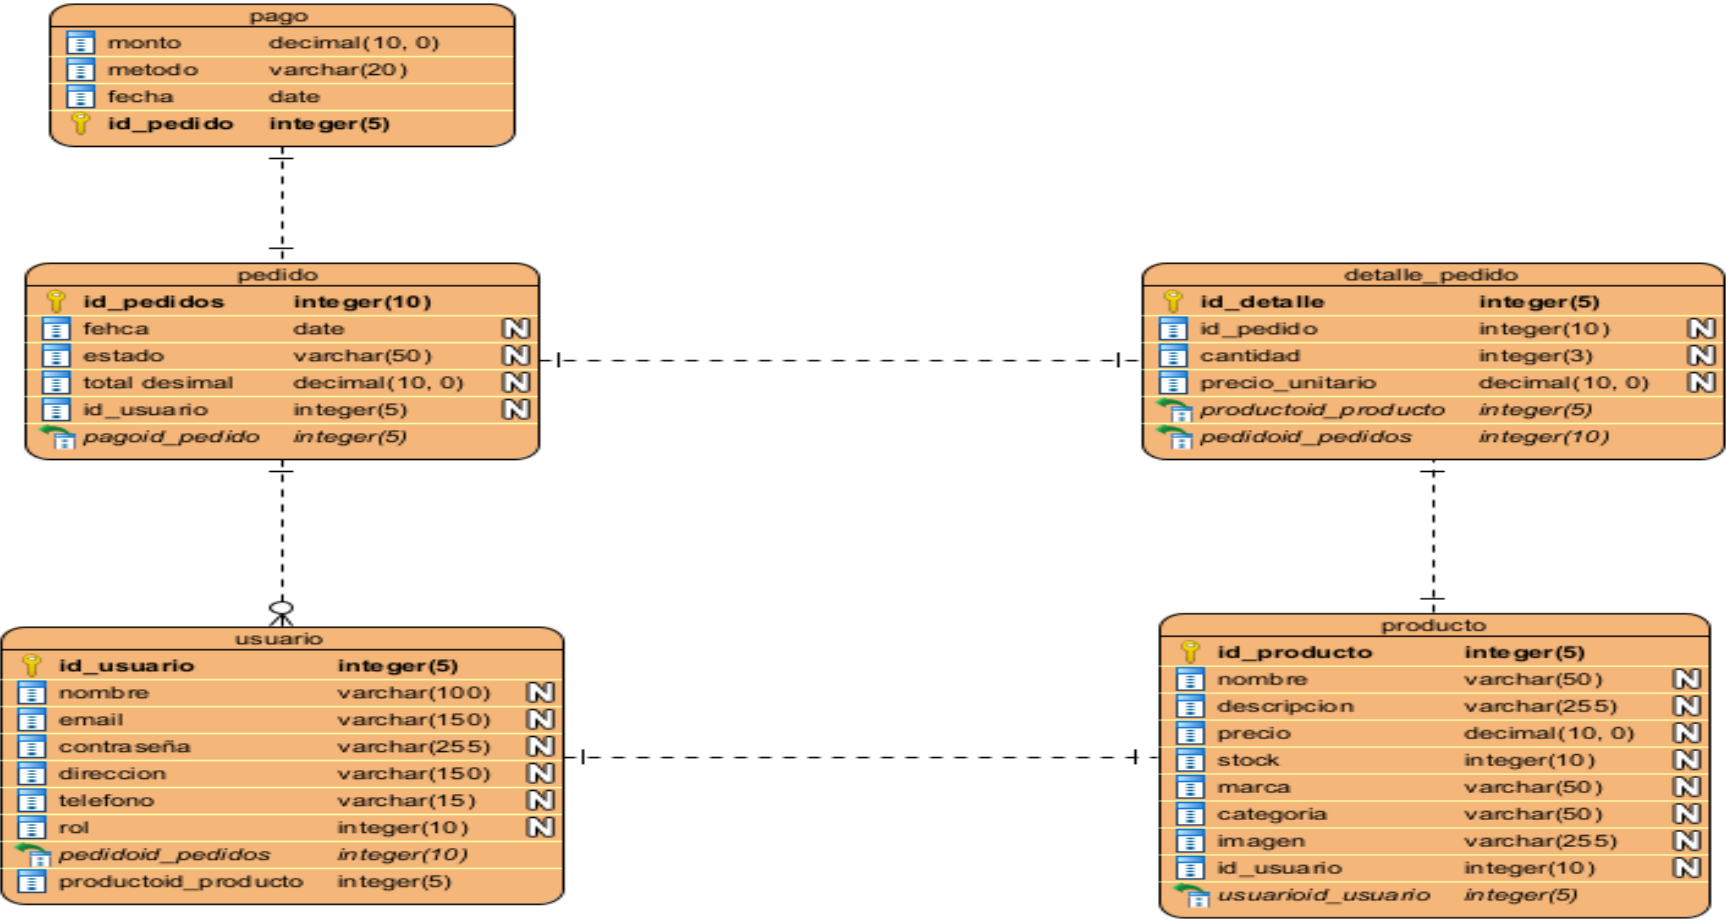 pago
monto decimal(10, 0)
metodo varchar(20)
fecha date
id_pedido integer(5)
pedido
id_pedidos integer(10)
fehca date N
estado varchar(50) N
total desimal decimal(10, 0) N
id_usuario integer(5) N
pagoid_pedido integer(5)
detalle_pedido
id_detalle integer(5)
id_pedido integer(10) N
cantidad integer(3) N
precio_unitario decimal(10, 0) N
productoid_producto integer(5)
pedidoid_pedidos integer(10)
usuario
id_usuario integer(5)
nombre varchar(100) N
email varchar(150) N
contraseña varchar(255) N
direccion varchar(150) N
telefono varchar(15) N
rol integer(10) N
pedidoid_pedidos integer(10)
productoid_producto integer(5)
producto
id_producto integer(5)
nombre varchar(50) N
descripcion varchar(255) N
precio decimal(10, 0) N
stock integer(10) N
marca varchar(50) N
categoria varchar(50) N
imagen varchar(255) N
id_usuario integer(10) N
usuarioid_usuario integer(5)